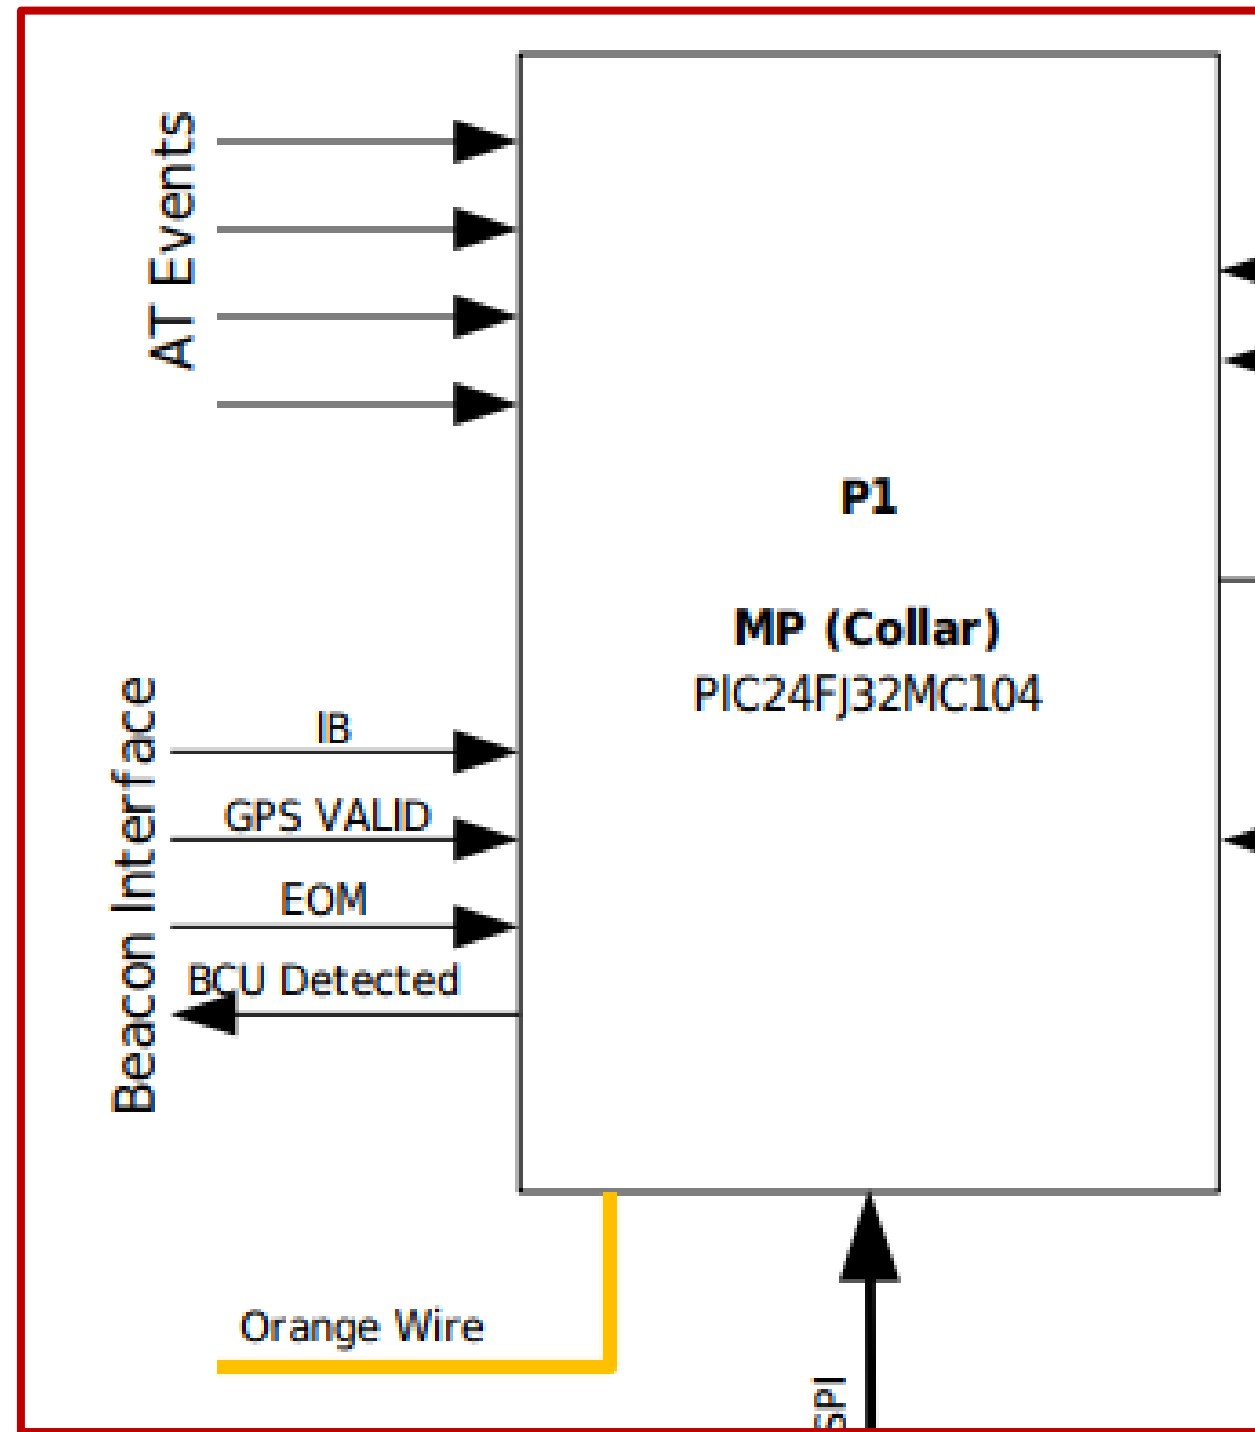 AT Events
P1
MP (Collar)
PIC24FJ32MC104
Beacon Interface
IB
GPS VALID
EOM
BCU Detected
Orange Wire
SPI